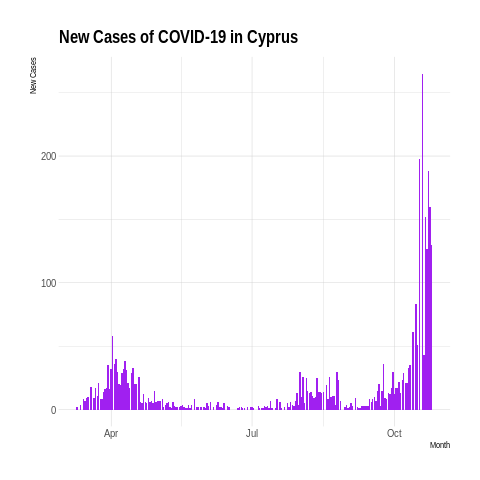 New Cases of COVID-19 in Cyprus
New Cases
200
100
0
Apr
Jul
Oct
Month